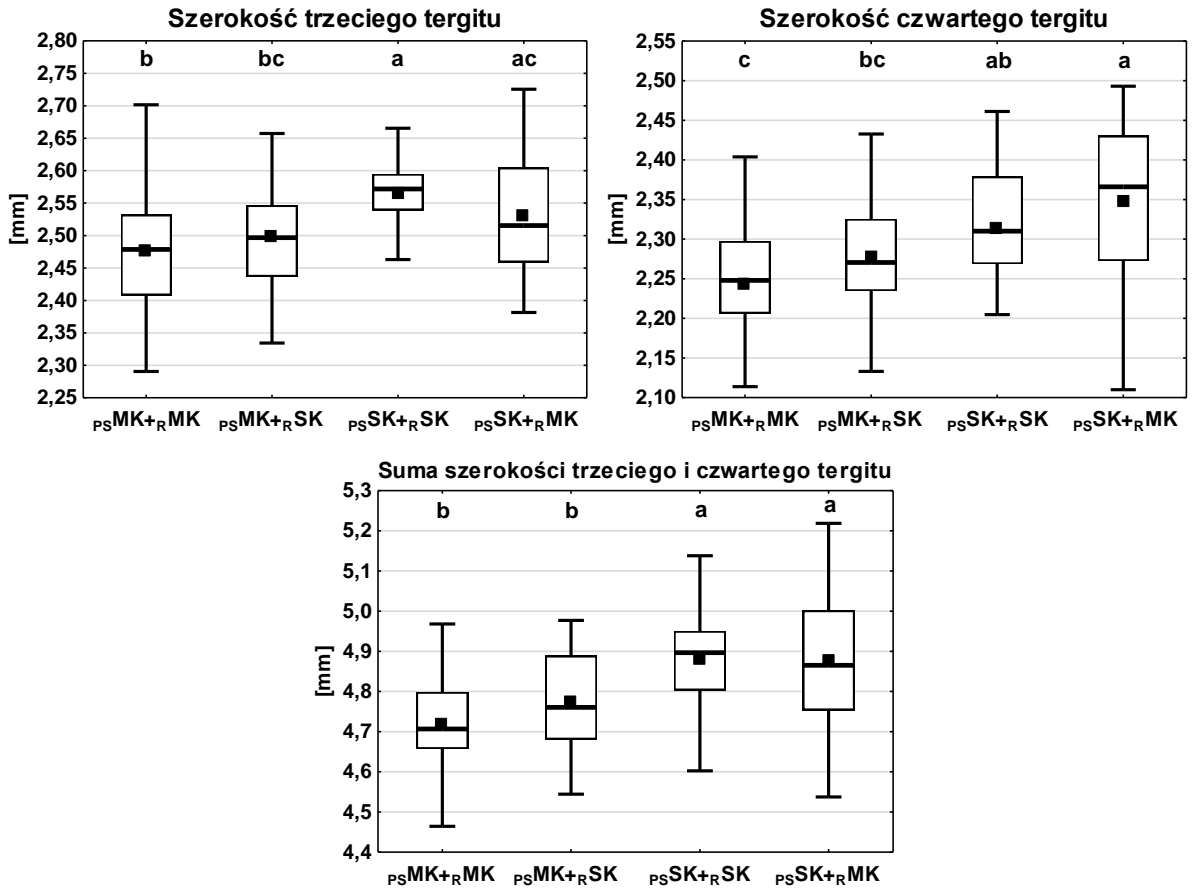 Szerokość trzeciego tergitu
2,80
2,75
2,70
2,65
2,60
2,55
2,50
2,45
2,40
2,35
2,30
2,25
[mm]
b bc a ac
PSMK+RMK PSMK+RSK PSSK+RSK PSSK+RMK
Szerokość czwartego tergitu
2,55
2,50
2,45
2,40
2,35
2,30
2,25
2,20
2,15
2,10
[mm]
c bc ab a
PSMK+RMK PSMK+RSK PSSK+RSK PSSK+RMK
Suma szerokości trzeciego i czwartego tergitu
5,3
5,2
5,1
5,0
4,9
4,8
4,7
4,6
4,5
4,4
[mm]
b b a a
PSMK+RMK PSMK+RSK PSSK+RSK PSSK+RMK